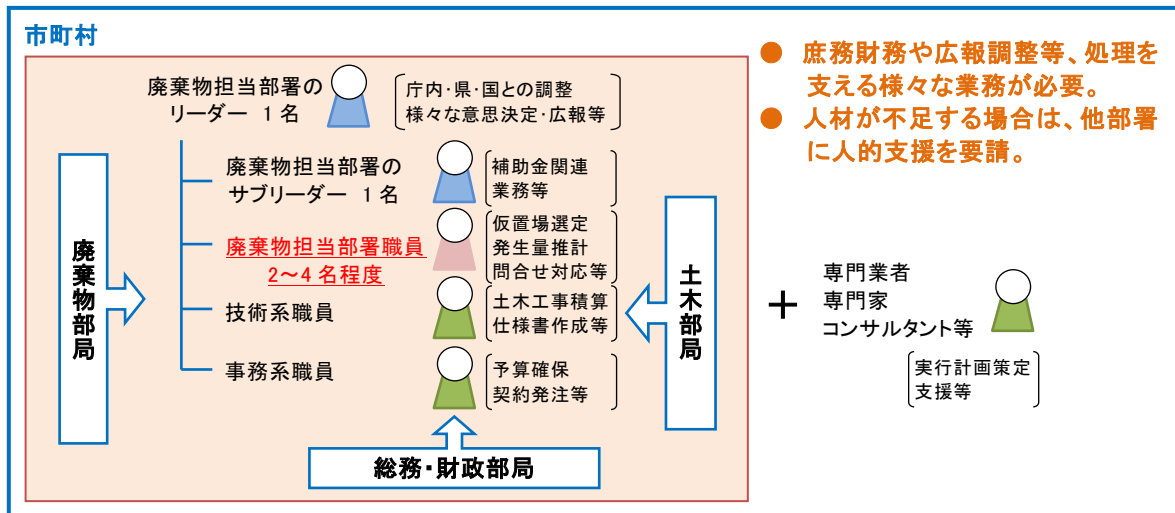 市町村
廃棄物担当部署の
リーダー 1名
庁内・県・国との調整
様々な意思決定・広報等
廃棄物担当部署の
サブリーダー 1名
補助金関連
業務等
廃棄物担当部署職員
2~4名程度
仮置場選定
発生量推計
問合せ対応等
技術系職員
土木工事積算
仕様書作成等
事務系職員
予算確保
契約発注等
廃棄物部局
土木部局
総務・財政部局
● 庶務財務や広報調整等、処理を
支える様々な業務が必要。
● 人材が不足する場合は、他部署
に人的支援を要請。
+
専門業者
専門家
コンサルタント等
実行計画策定
支援等